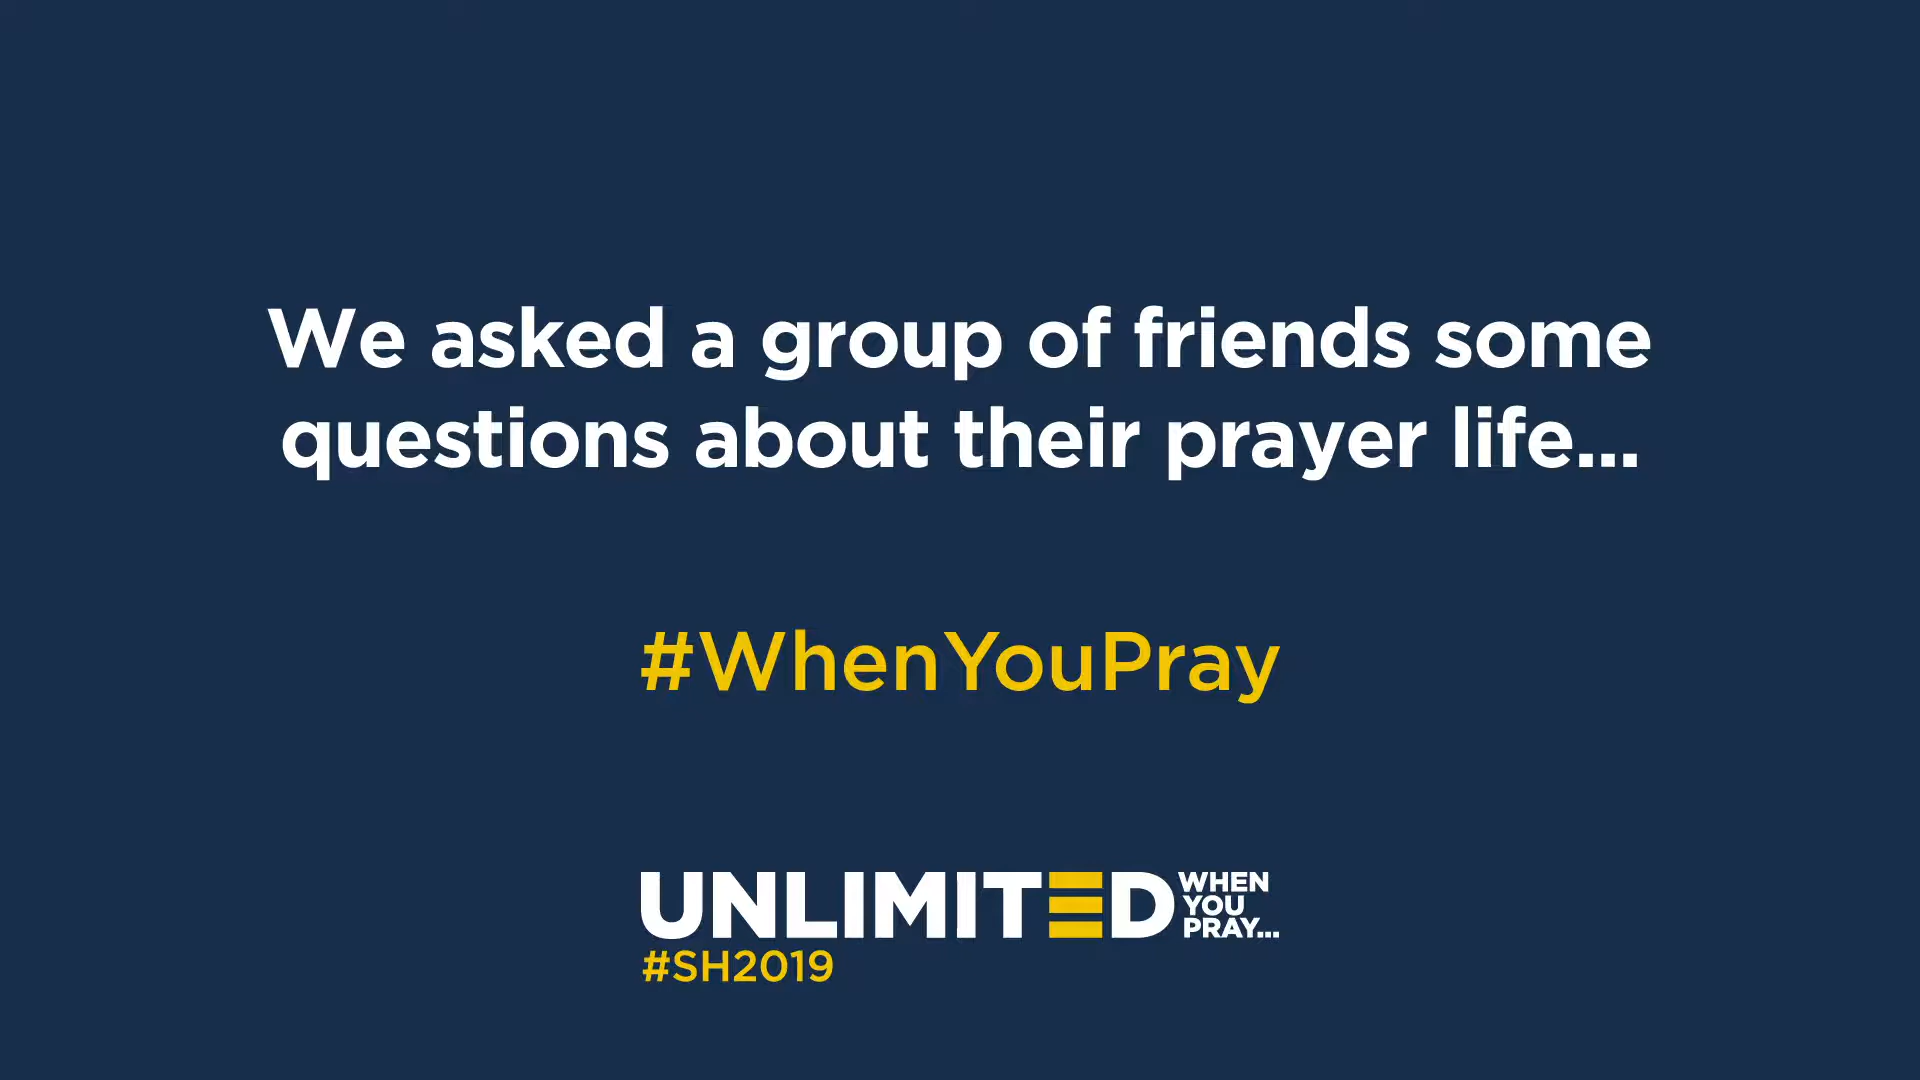 We asked a group of friends some
questions about their prayer life...
#WhenYouPray
UNLIMITED
WHEN
YOU
PRAY...
#SH2019